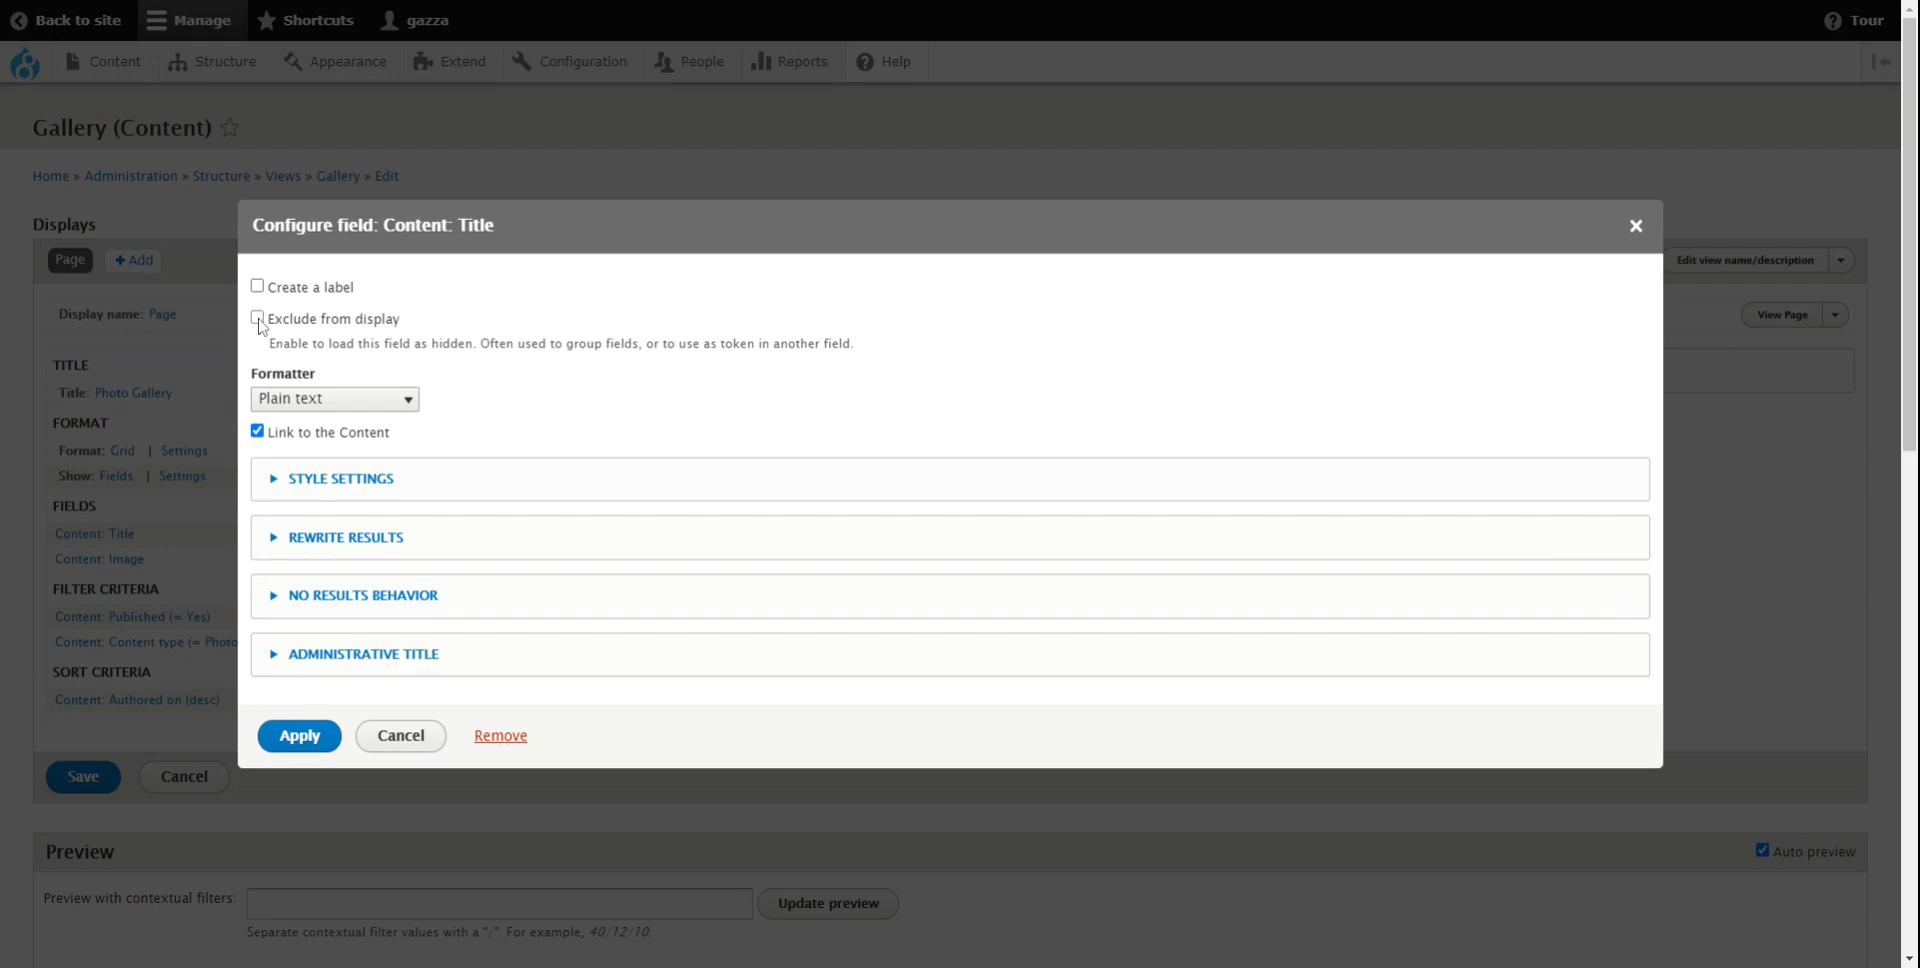 Back to site Manage Shortcuts gazza Tour
Content Structure Appearance Extend Configuration People Reports Help
Gallery (Content)
Home » Administration » Structure » Views » Gallery » Edit
Displays
Page + Add
Edit view name/description
Display name: Page
View Page
TITLE
Title: Photo Gallery
FORMAT
Format: Grid | Settings
Show: Fields | Settings
FIELDS
Content: Title
Content: Image
FILTER CRITERIA
Content: Published (= Yes)
Content: Content type (= Photo
SORT CRITERIA
Content: Authored on (desc)
Save Cancel
Configure field: Content: Title
Create a label
Exclude from display
Enable to load this field as hidden. Often used to group fields, or to use as token in another field.
Formatter
Plain text
Link to the Content
STYLE SETTINGS
REWRITE RESULTS
NO RESULTS BEHAVIOR
ADMINISTRATIVE TITLE
Apply Cancel Remove
Preview
Auto preview
Preview with contextual filters: Update preview
Separate contextual filter values with a "/". For example, 40/12/10.